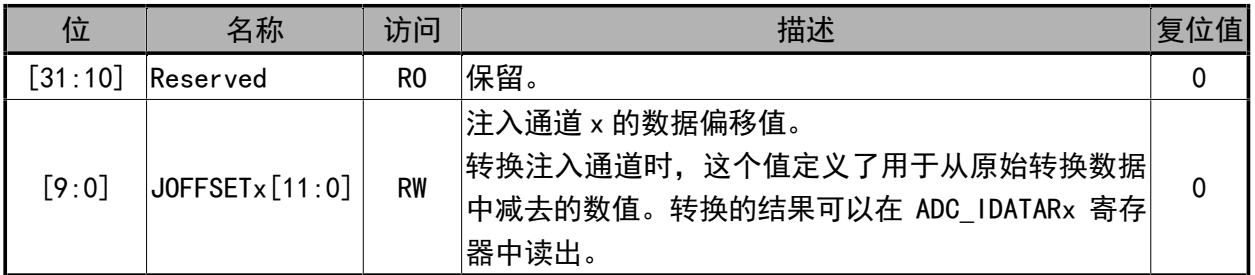 位 名称 访问 描述 复位值
[31:10] Reserved RO 保留。 0
注入通道 x 的数据偏移值。
转换注入通道时，这个值定义了用于从原始转换数据
[9:0] JOFFSETx[11:0] RW 中减去的数值。转换的结果可以在 ADC_IDATARx 寄存 0
器中读出。